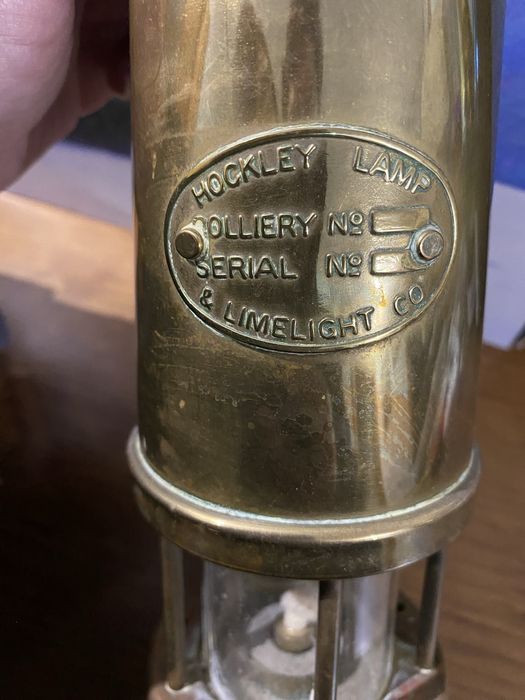 HOCKLEY LAMP
COLLIERY Nº
SERIAL Nº
& LIMELIGHT CO